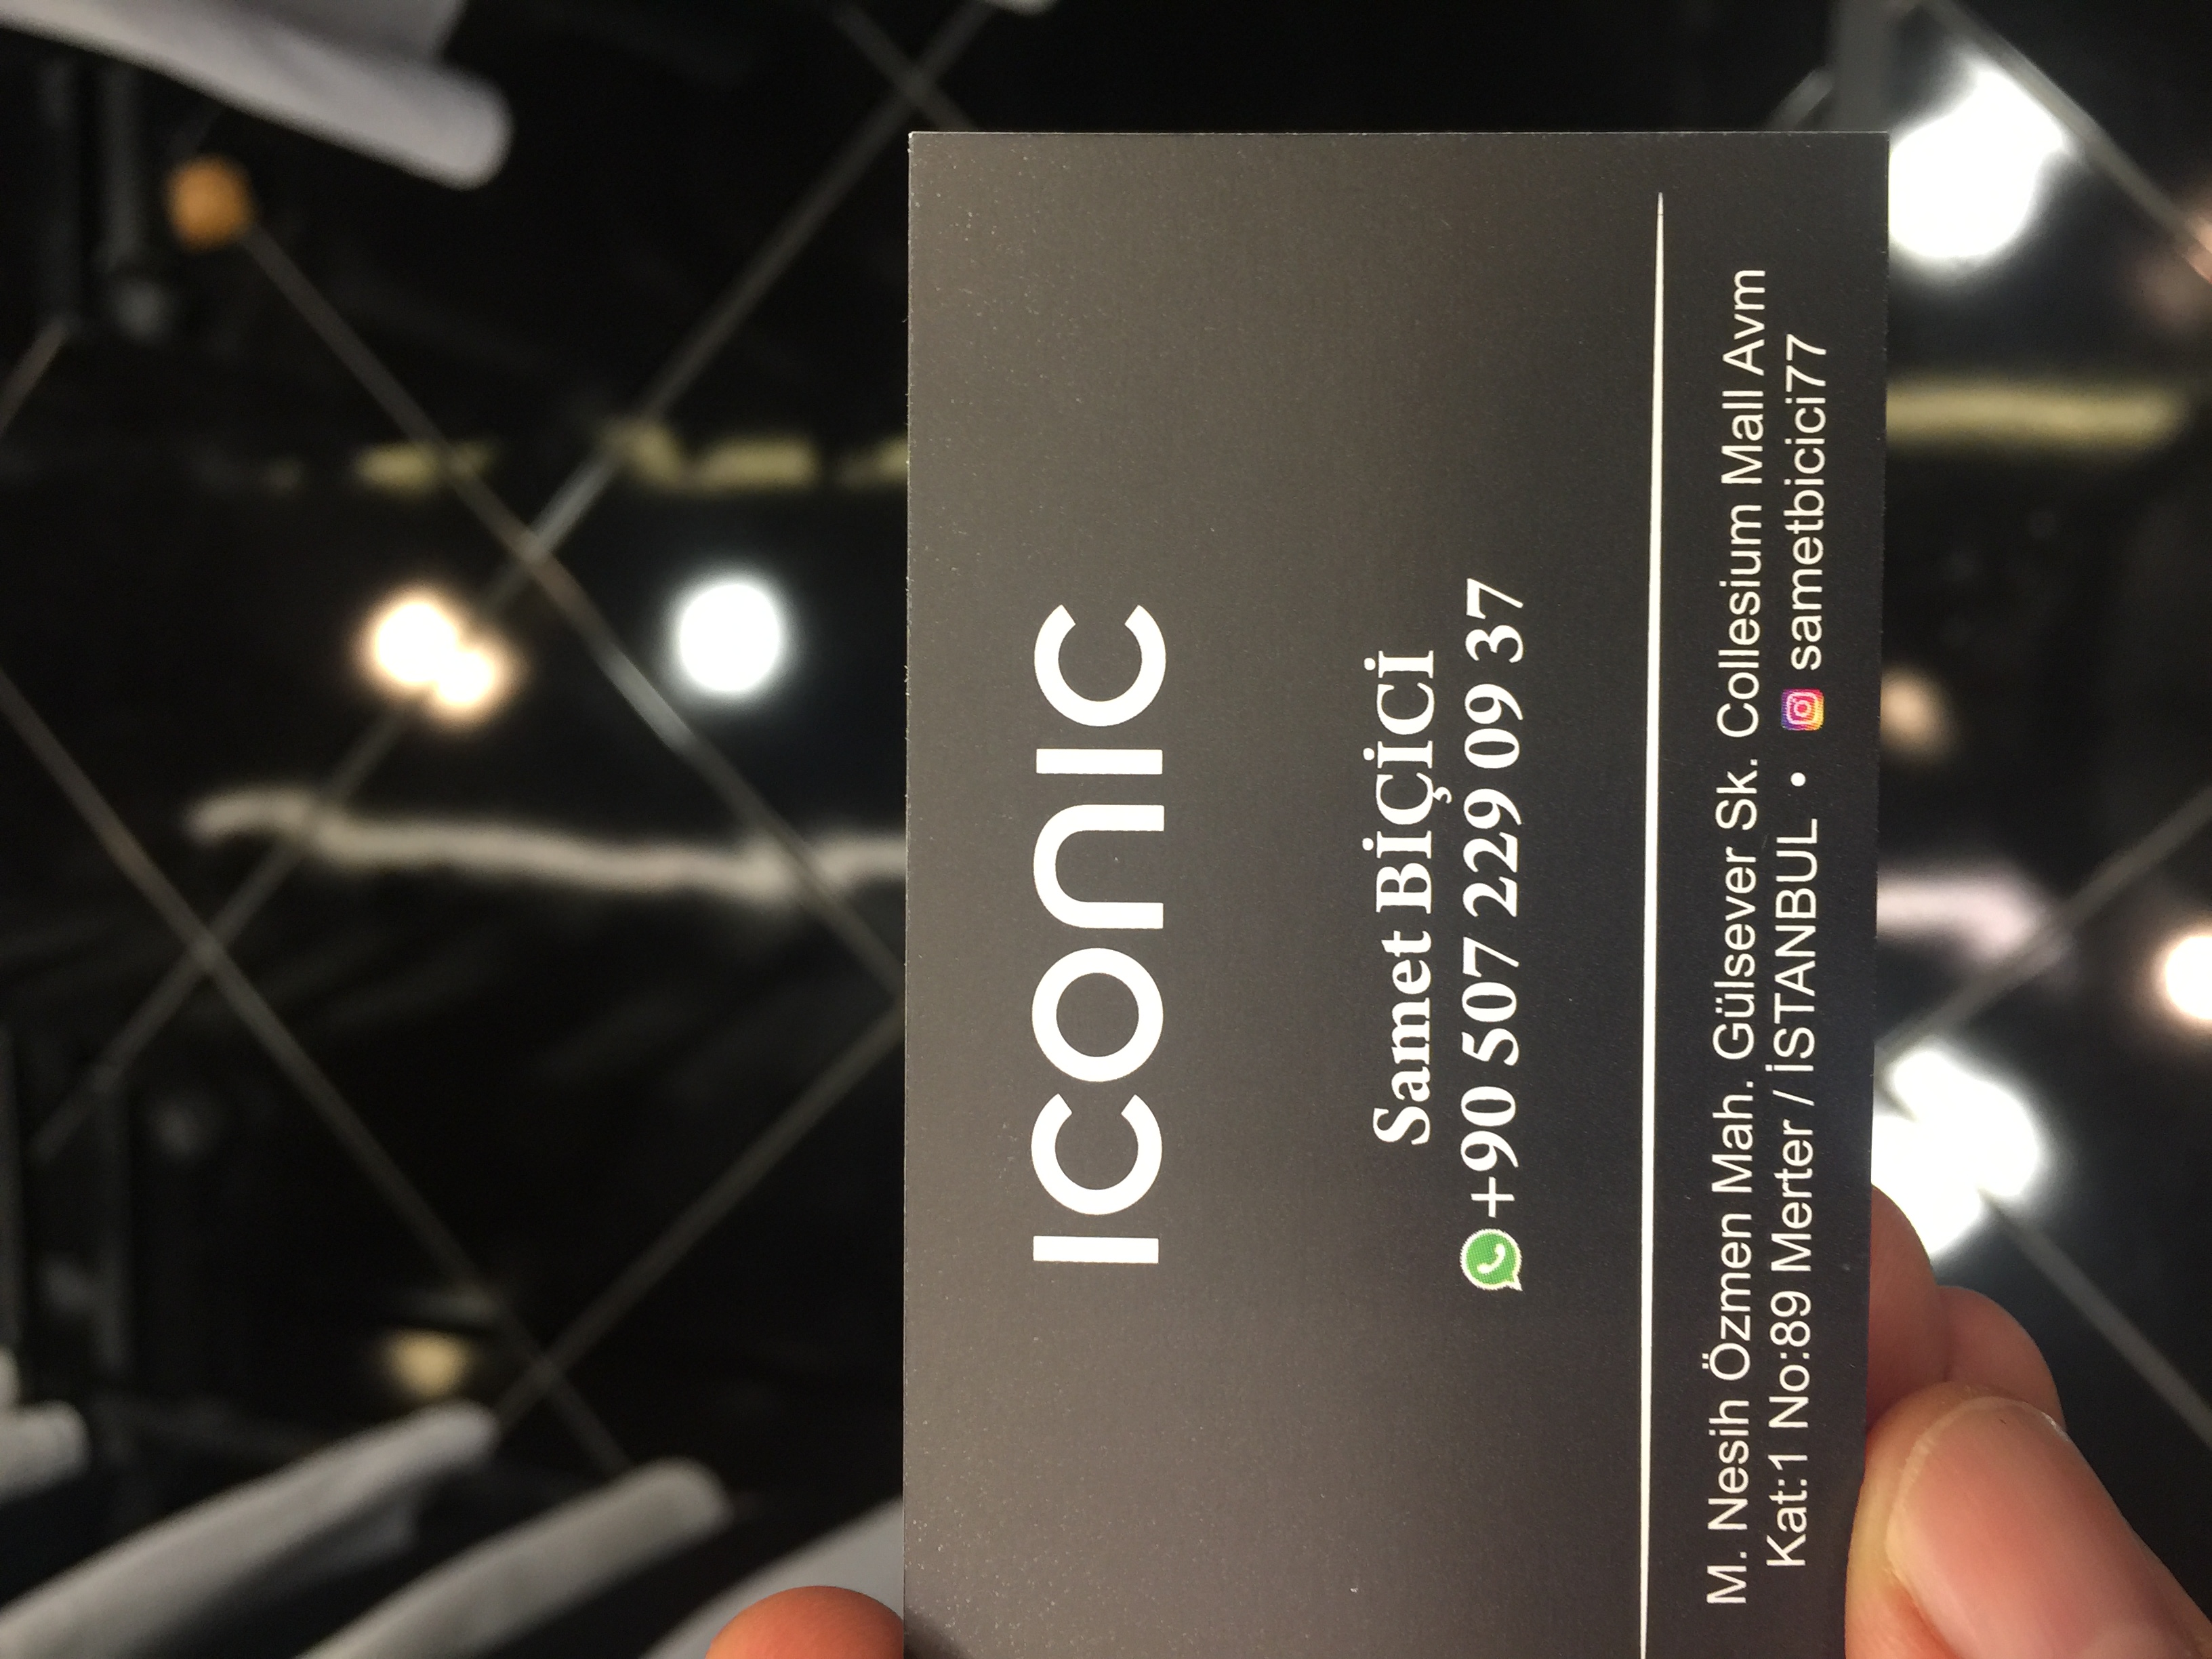 ICONIC
Samet BİÇİCİ
+90 507 229 09 37
M. Nesih Özmen Mah. Gülsever Sk. Collesium Mall Avm
Kat:1 No:89 Merter / İSTANBUL • sametbicici77